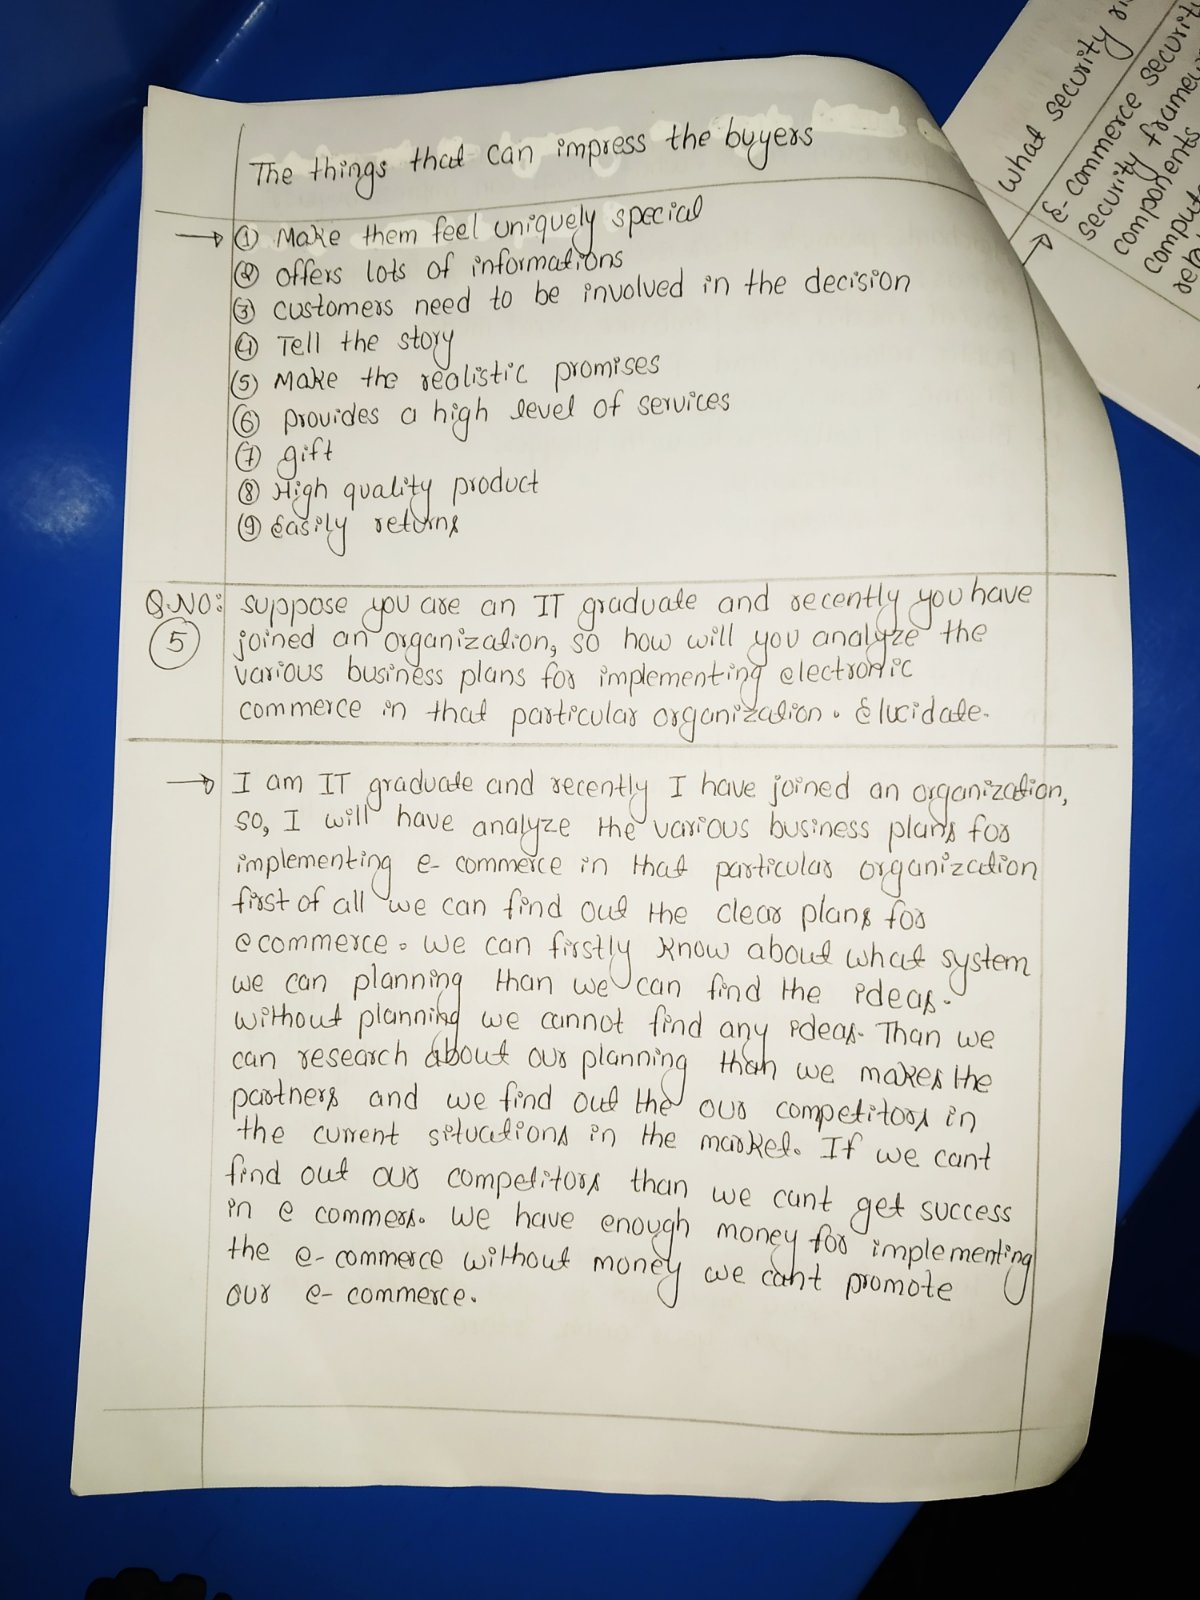 The things that can impress the buyers
→ ① Make them feel uniquely special
② offers lots of informations
③ customers need to be involved in the decision
④ Tell the story
⑤ Make the realistic promises
⑥ provides a high level of services
⑦ gift
⑧ High quality product
⑨ Easily returns
Q.NO: suppose you are an IT graduate and recently you have
5 joined an organization, so how will you analyze the
various business plans for implementing electronic
commerce in that particular organization. Elucidate.
→ I am IT graduate and recently I have joined an organization,
so, I will have analyze the various business plans for
implementing e- commerce in that particular organization
first of all we can find out the clear plans for
ecommerce. we can firstly know about what system
we can planning than we can find the ideas.
without planning we cannot find any ideas. Than we
can research about our planning than we makes the
partners and we find out the our competitors in
the current situations in the market. If we cant
find out our competitors than we cant get success
in e commers. We have enough money for implementing
the e- commerce without money we cant promote
our e- commerce.
what security
E-commerce security
security
components